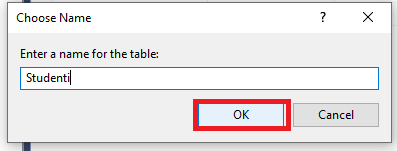 Choose Name
?
Enter a name for the table:
Studenti
OK
Cancel